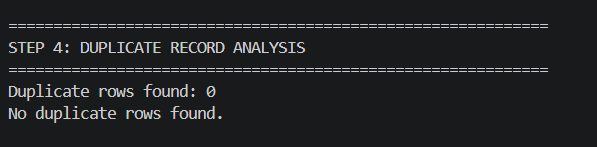 ============================================================
STEP 4: DUPLICATE RECORD ANALYSIS
============================================================
Duplicate rows found: 0
No duplicate rows found.